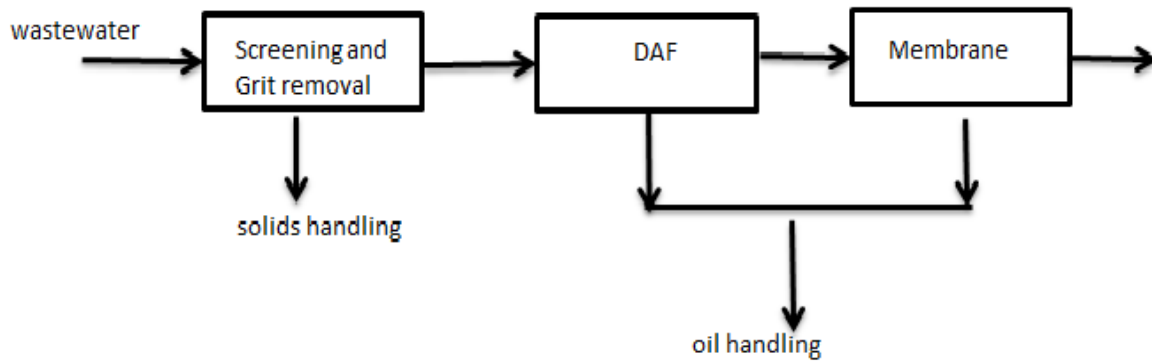 wastewater
Screening and
Grit removal
DAF
Membrane
solids handling
oil handling